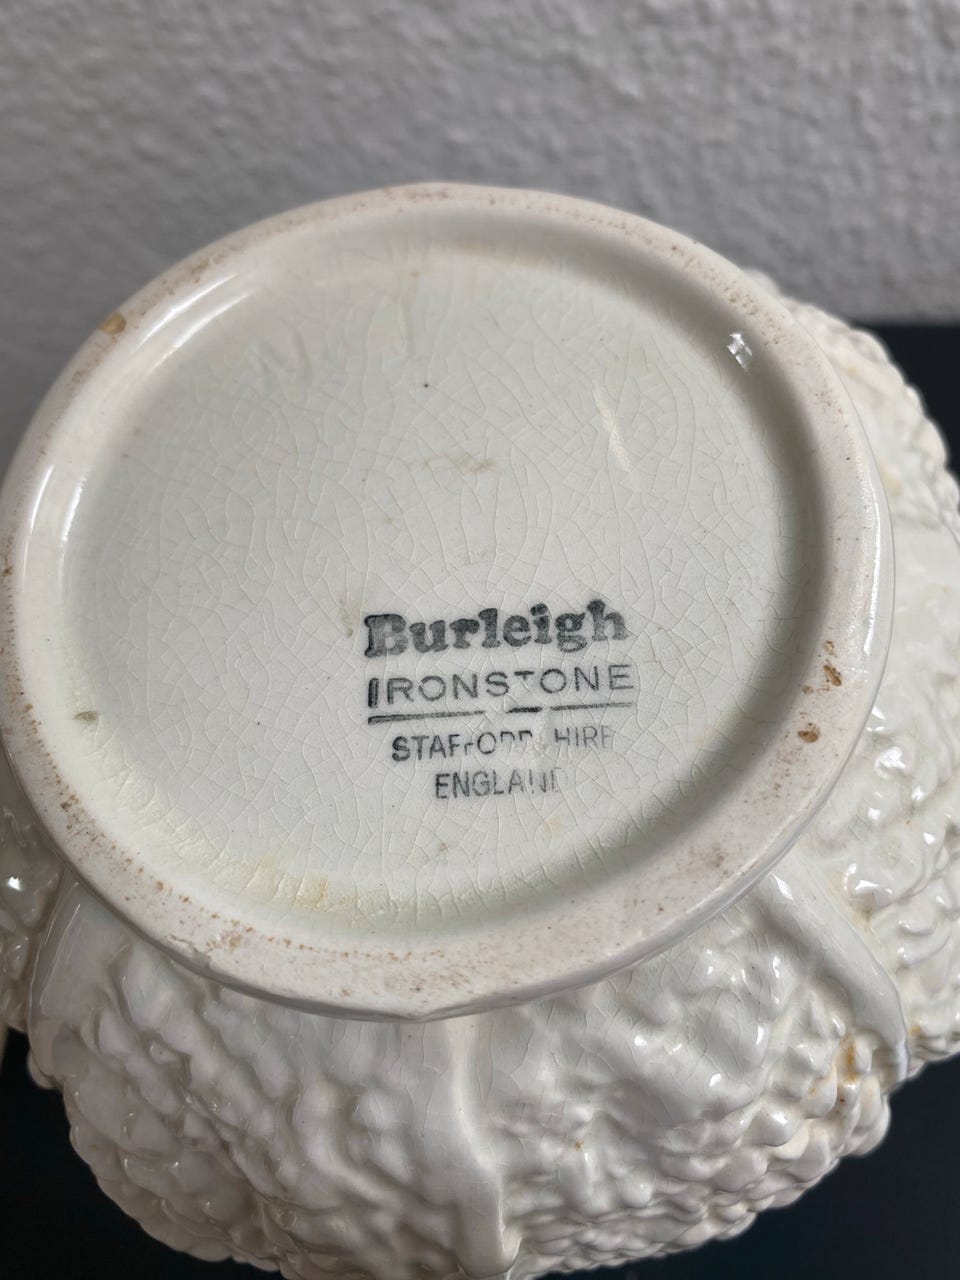 Burleigh
IRONSTONE
STAFFORDSHIRE
ENGLAND